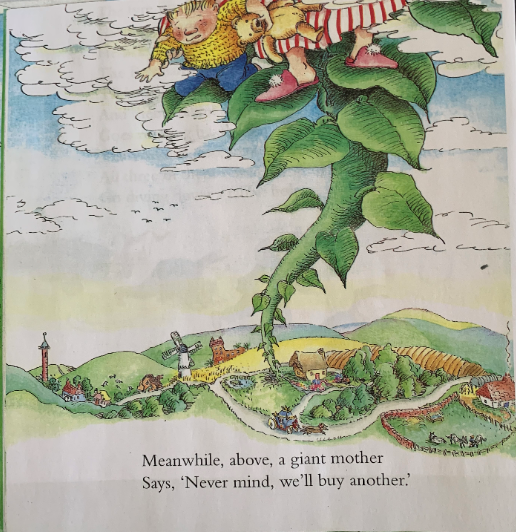 Meanwhile, above, a giant mother
Says, ‘Never mind, we’ll buy another.’